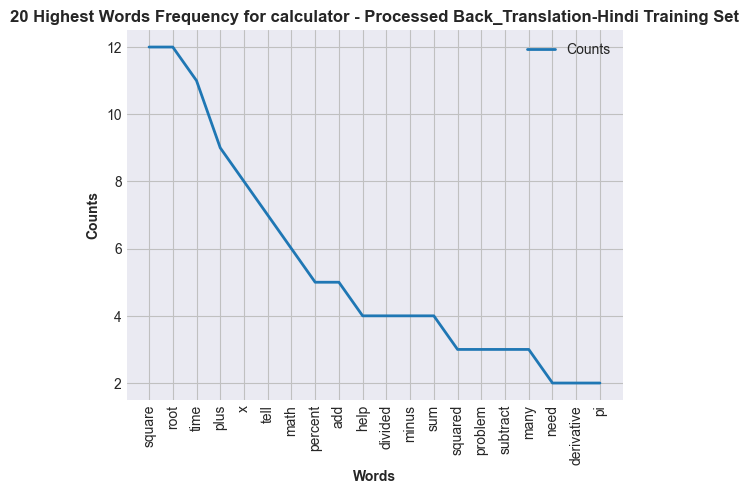 20 Highest Words Frequency for calculator - Processed Back_Translation-Hindi Training Set
Counts
12
10
8
6
4
2
Counts
square
root
time
plus
x
tell
math
percent
add
help
divided
minus
sum
squared
problem
subtract
many
need
derivative
pi
Words